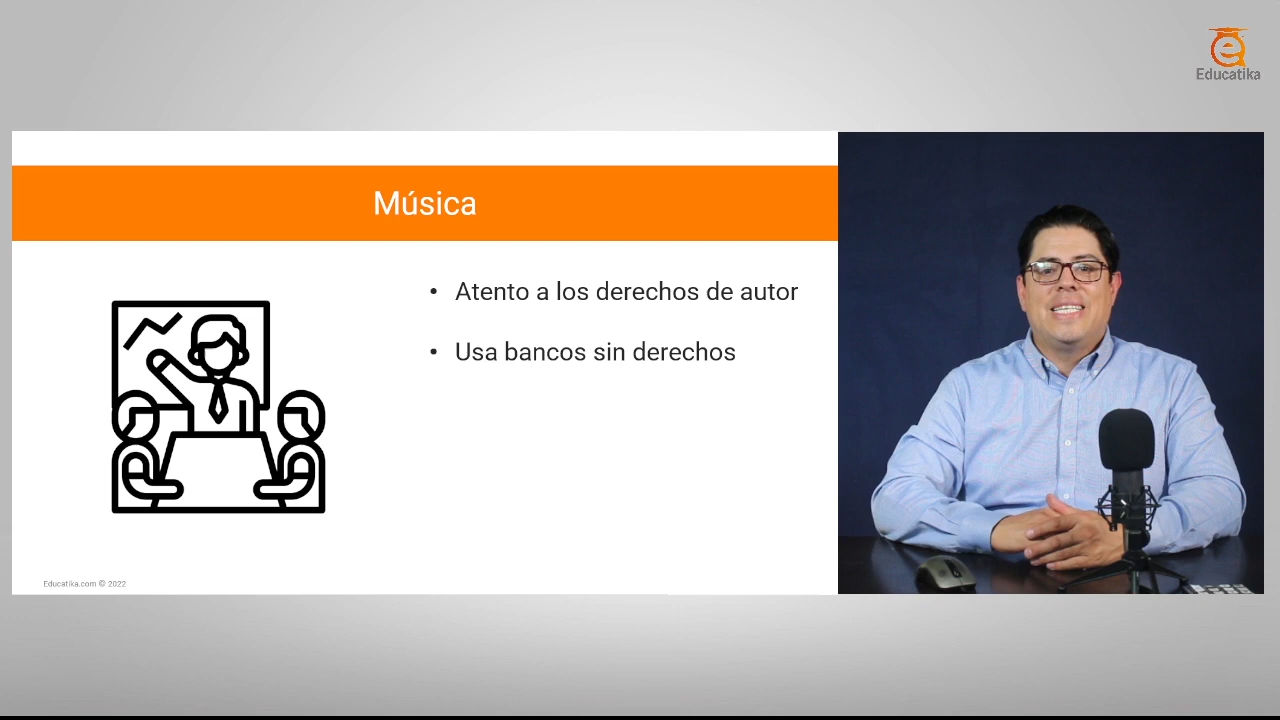 Educatika
Música
• Atento a los derechos de autor
• Usa bancos sin derechos
Educatika.com © 2022